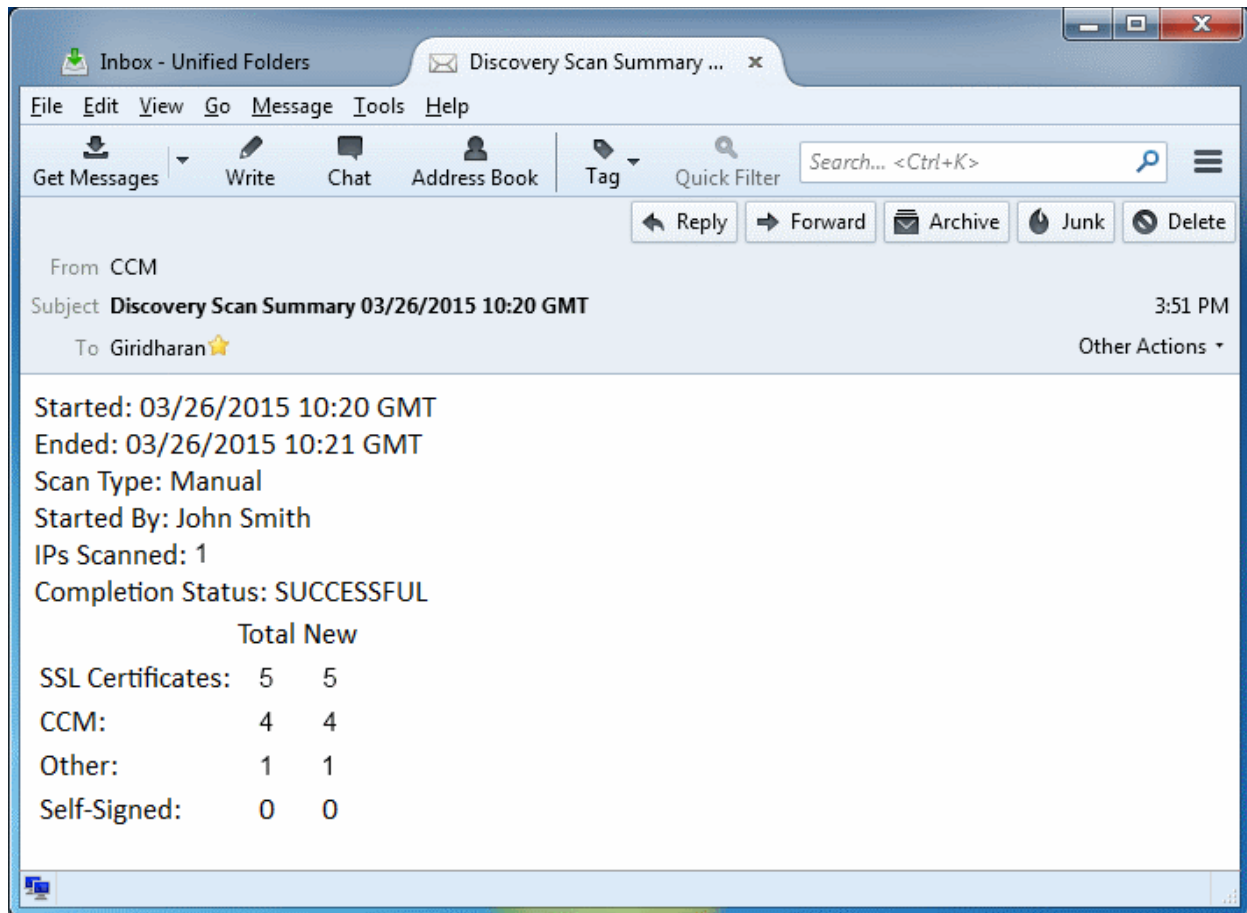 Inbox - Unified Folders Discovery Scan Summary ...
File Edit View Go Message Tools Help
Get Messages Write Chat Address Book Tag Quick Filter Search... <Ctrl+K>
Reply Forward Archive Junk Delete
From CCM
Subject Discovery Scan Summary 03/26/2015 10:20 GMT 3:51 PM
To Giridharan Other Actions
Started: 03/26/2015 10:20 GMT
Ended: 03/26/2015 10:21 GMT
Scan Type: Manual
Started By: John Smith
IPs Scanned: 1
Completion Status: SUCCESSFUL
Total New
SSL Certificates: 5 5
CCM: 4 4
Other: 1 1
Self-Signed: 0 0